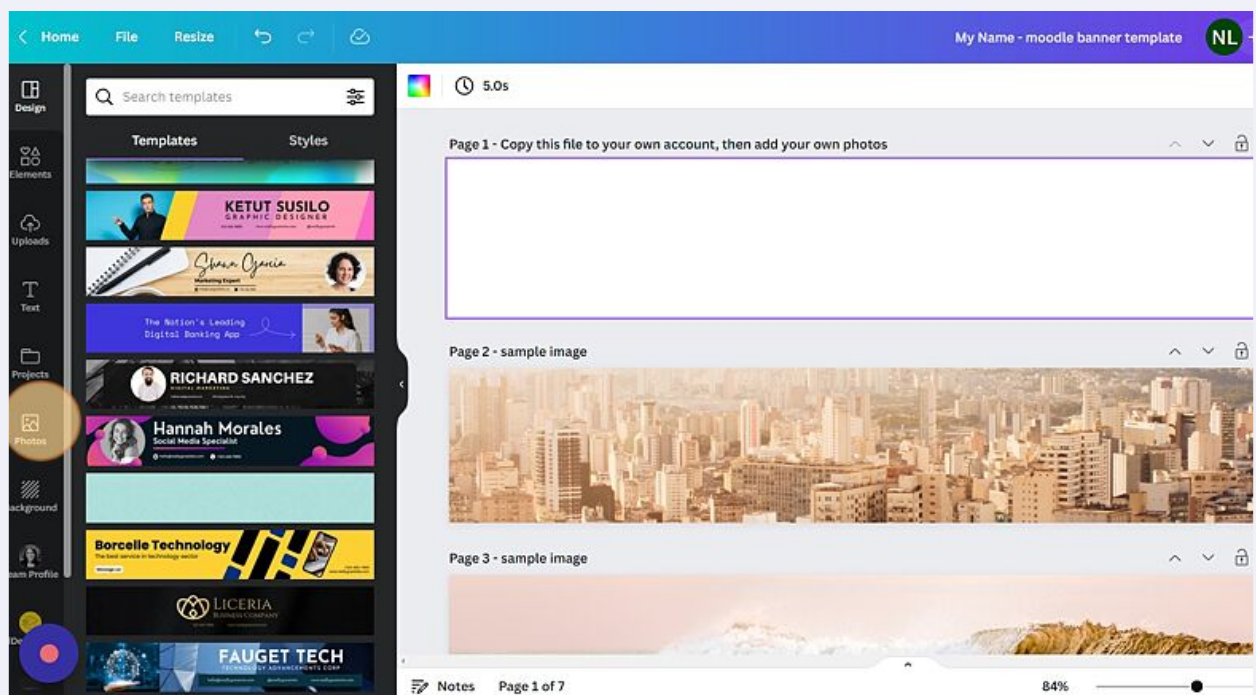 Home File Resize
My Name - moodle banner template NL
Design
Search templates
5.0s
Templates Styles
Page 1 - Copy this file to your own account, then add your own photos
Elements
KETUT SUSILO
GRAPHIC DESIGNER
Uploads
Shawn Garcia
Marketing Expert
Text
The Nation's Leading
Digital Banking App
Page 2 - sample image
Projects
RICHARD SANCHEZ
DIGITAL MARKETING
Photos
Hannah Morales
Social Media Specialist
ackground
Borcelle Technology
The best service in technology sector
Page 3 - sample image
eam Profile
LICERIA
BUSINESS COMPANY
FAUGET TECH
TECHNOLOGY ADVANCEMENTS CORP
Notes Page 1 of 7 84%